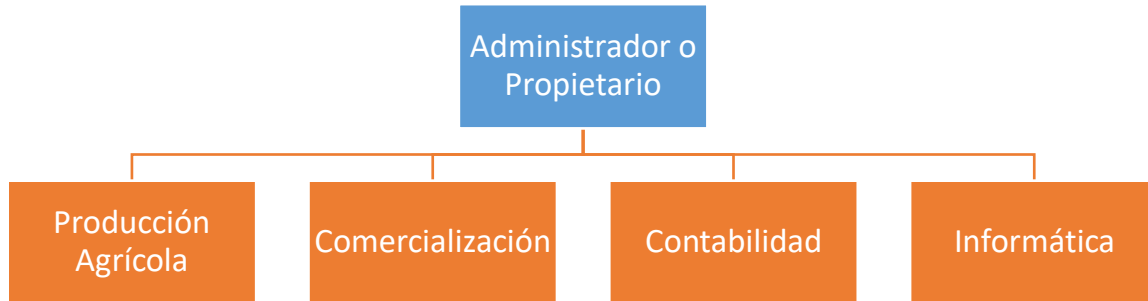 Administrador o
Propietario
Producción
Agrícola
Comercialización
Contabilidad
Informática